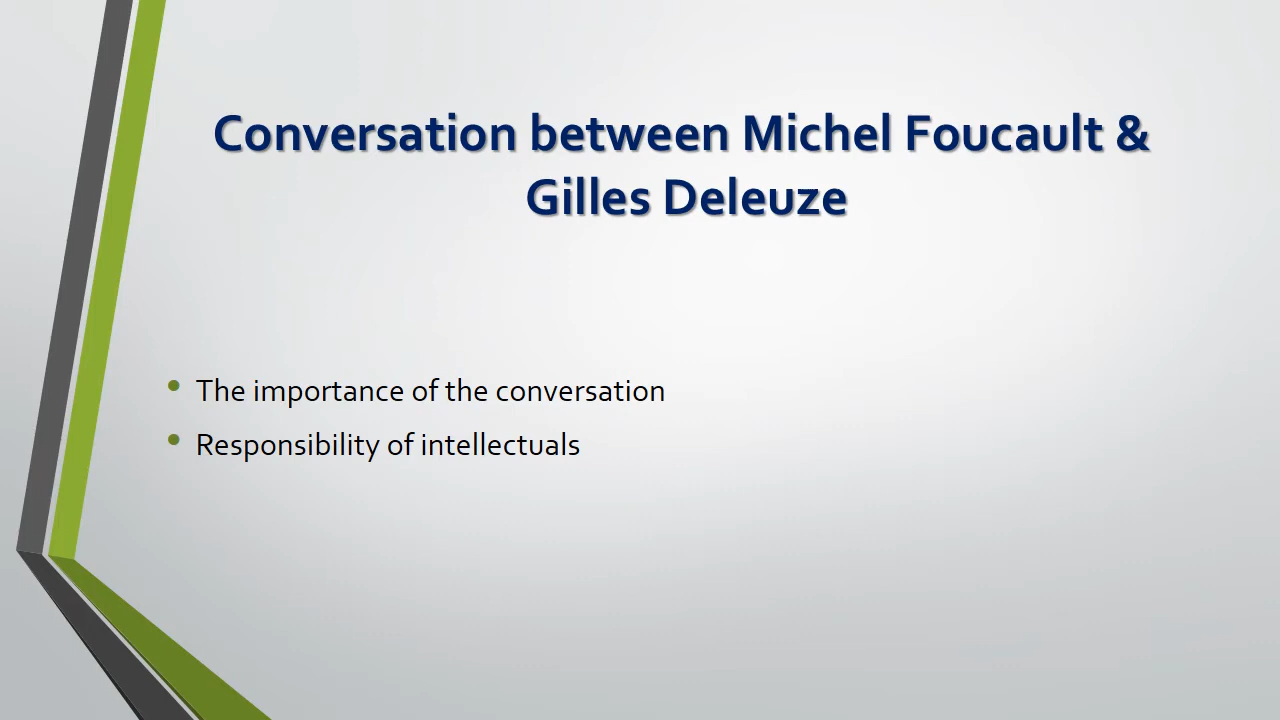 Conversation between Michel Foucault &
Gilles Deleuze
• The importance of the conversation
• Responsibility of intellectuals